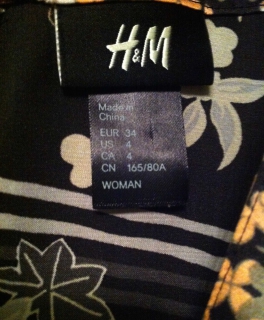 H&M
Made in
China
EUR 34
US 4
CA 4
CN 165/80A
WOMAN